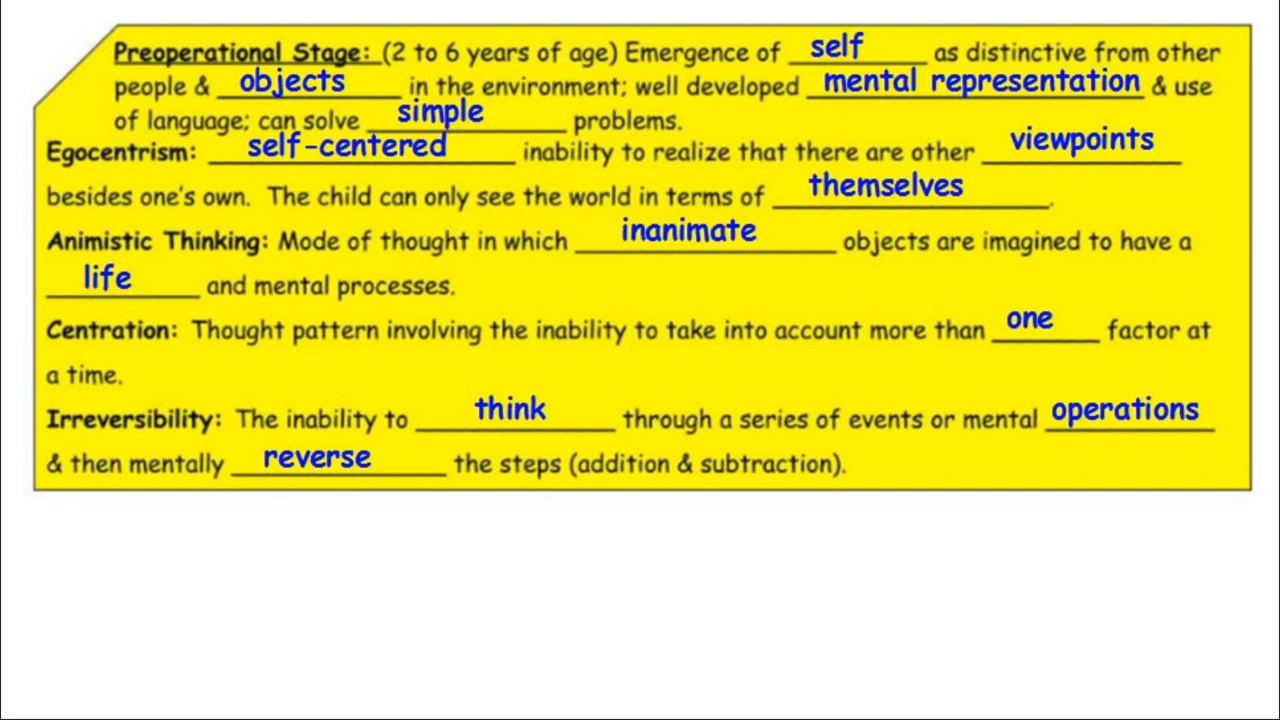 Preoperational Stage: (2 to 6 years of age) Emergence of self as distinctive from other
people & objects in the environment; well developed mental representation & use
of language; can solve simple problems.
Egocentrism: self-centered inability to realize that there are other viewpoints
besides one's own. The child can only see the world in terms of themselves.
Animistic Thinking: Mode of thought in which inanimate objects are imagined to have a
life and mental processes.
Centration: Thought pattern involving the inability to take into account more than one factor at
a time.
Irreversibility: The inability to think through a series of events or mental operations
& then mentally reverse the steps (addition & subtraction).